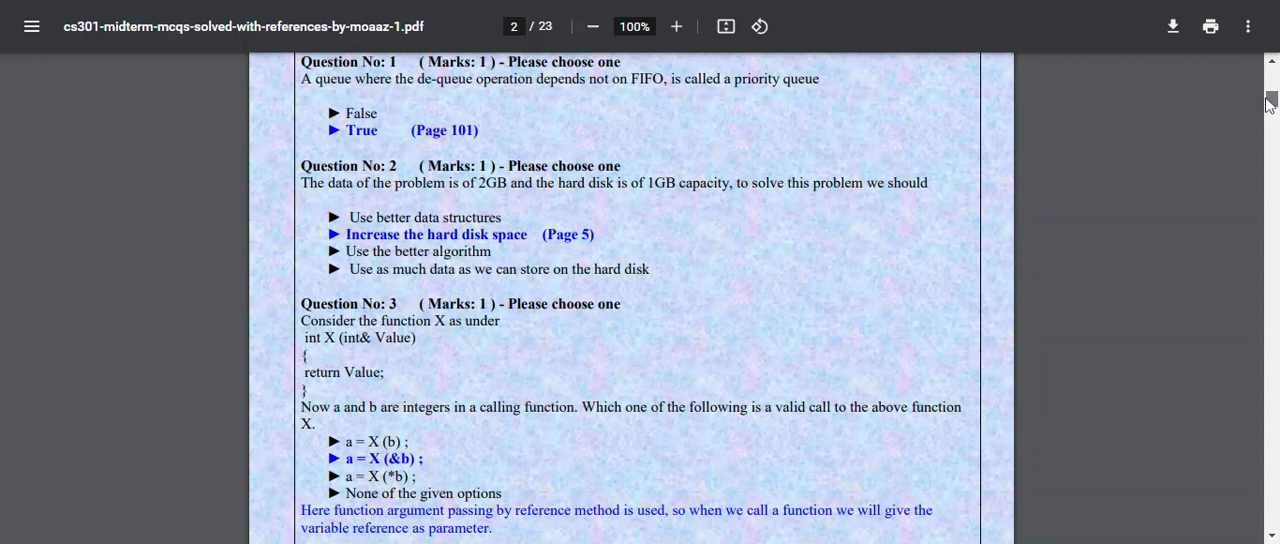 cs301-midterm-mcqs-solved-with-references-by-moaaz-1.pdf 2 / 23 100%
Question No: 1 ( Marks: 1 ) - Please choose one
A queue where the de-queue operation depends not on FIFO, is called a priority queue
► False
► True (Page 101)
Question No: 2 ( Marks: 1 ) - Please choose one
The data of the problem is of 2GB and the hard disk is of 1GB capacity, to solve this problem we should
► Use better data structures
► Increase the hard disk space (Page 5)
► Use the better algorithm
► Use as much data as we can store on the hard disk
Question No: 3 ( Marks: 1 ) - Please choose one
Consider the function X as under
int X (int& Value)
{
return Value;
}
Now a and b are integers in a calling function. Which one of the following is a valid call to the above function
X.
► a = X (b) ;
► a = X (&b) ;
► a = X (*b) ;
► None of the given options
Here function argument passing by reference method is used, so when we call a function we will give the
variable reference as parameter.